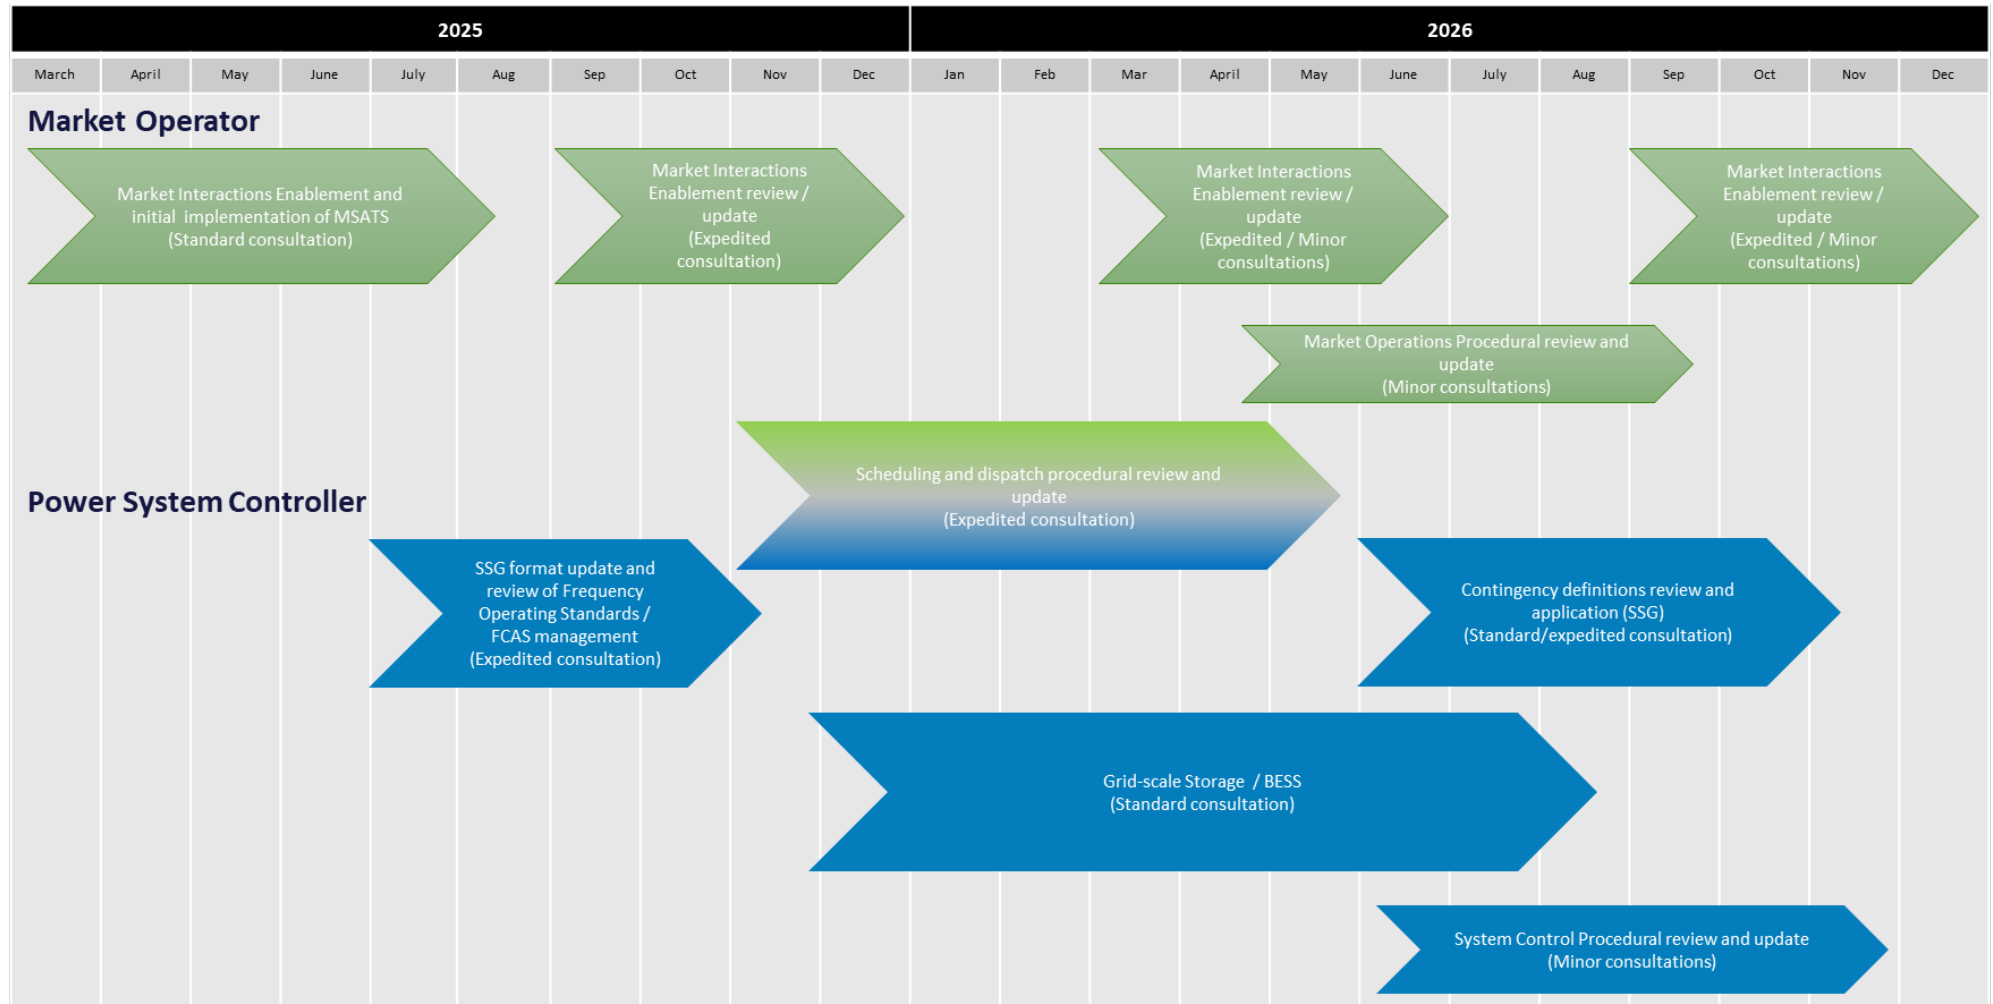 2025
2026
March
April
May
June
July
Aug
Sep
Oct
Nov
Dec
Jan
Feb
Mar
April
May
June
July
Aug
Sep
Oct
Nov
Dec
Market Operator
Market Interactions Enablement and
initial implementation of MSATS
(Standard consultation)
Market Interactions
Enablement review /
update
(Expedited
consultation)
Market Interactions
Enablement review /
update
(Expedited / Minor
consultations)
Market Interactions
Enablement review /
update
(Expedited / Minor
consultations)
Market Operations Procedural review and
update
(Minor consultations)
Scheduling and dispatch procedural review and
update
(Expedited consultation)
Power System Controller
SSG format update and
review of Frequency
Operating Standards /
FCAS management
(Expedited consultation)
Contingency definitions review and
application (SSG)
(Standard/expedited consultation)
Grid-scale Storage / BESS
(Standard consultation)
System Control Procedural review and update
(Minor consultations)